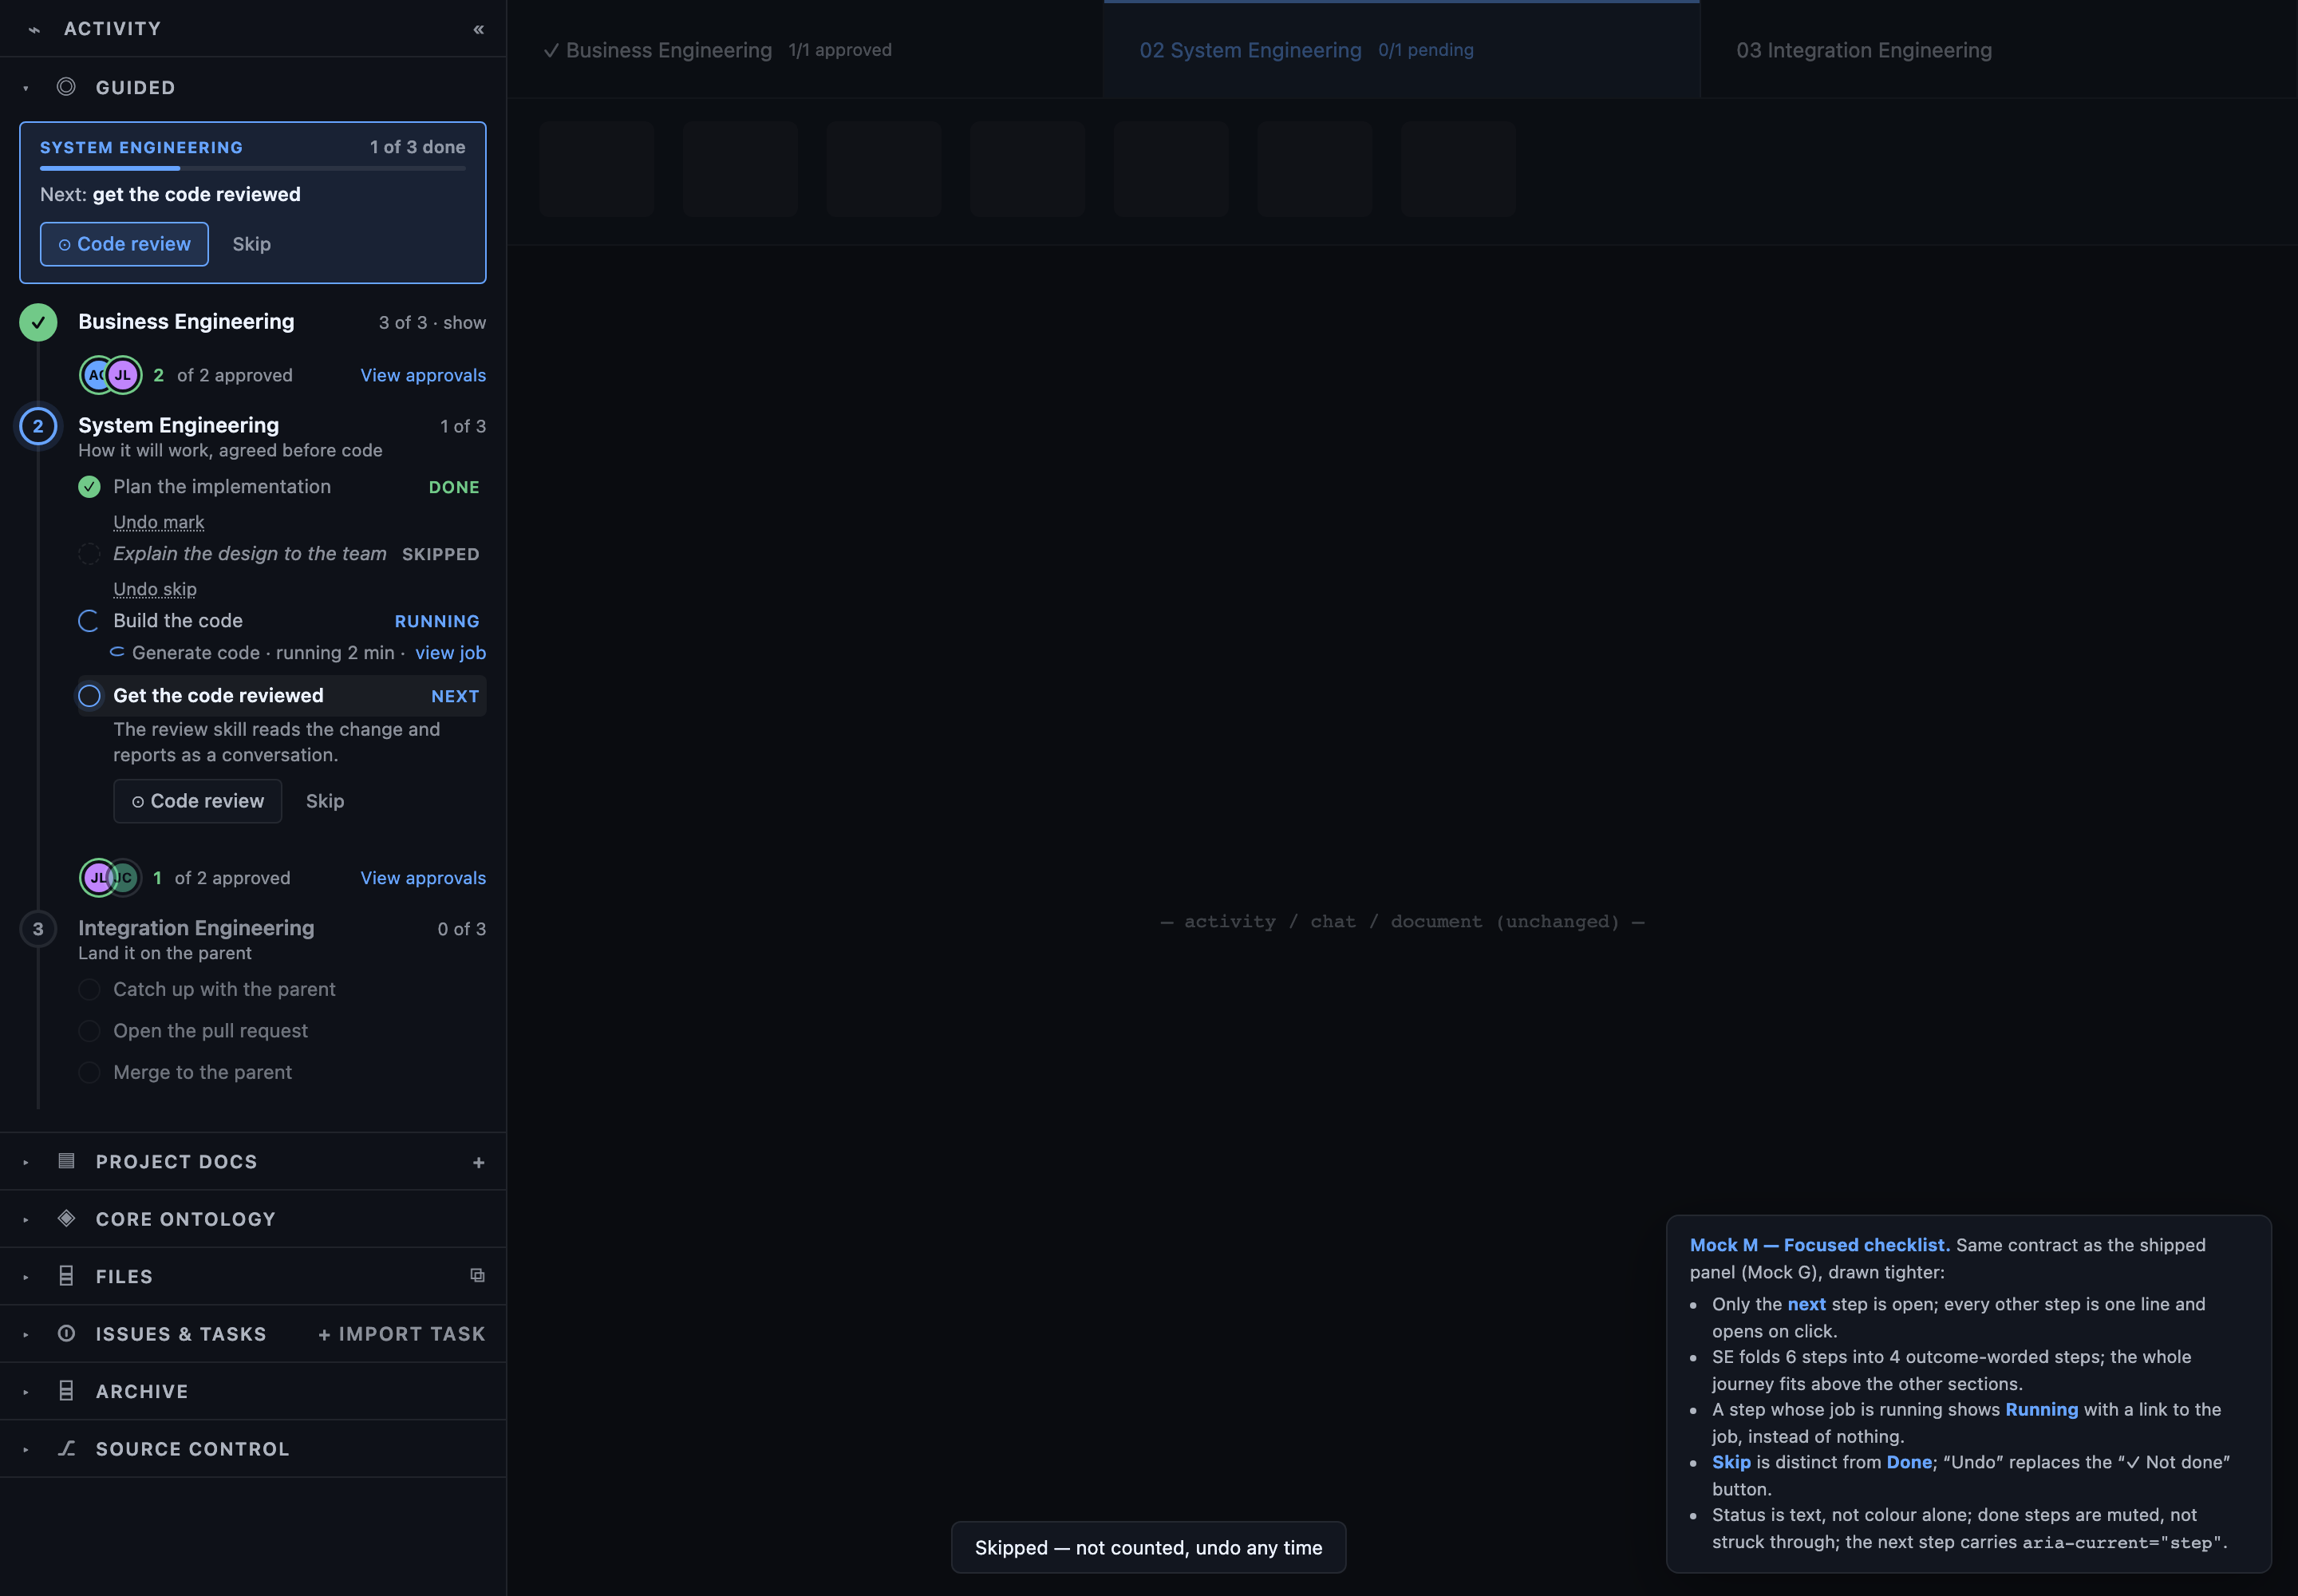 ACTIVITY «
GUIDED
SYSTEM ENGINEERING 1 of 3 done
Next: get the code reviewed
Code review Skip
✓ Business Engineering 3 of 3 · show
JL 2 of 2 approved View approvals
2 System Engineering 1 of 3
How it will work, agreed before code
✓ Plan the implementation DONE
Undo mark
Explain the design to the team SKIPPED
Undo skip
Build the code RUNNING
Generate code · running 2 min · view job
Get the code reviewed NEXT
The review skill reads the change and
reports as a conversation.
Code review Skip
JL JC 1 of 2 approved View approvals
3 Integration Engineering 0 of 3
Land it on the parent
Catch up with the parent
Open the pull request
Merge to the parent
PROJECT DOCS +
CORE ONTOLOGY
FILES
ISSUES & TASKS + IMPORT TASK
ARCHIVE
SOURCE CONTROL
✓ Business Engineering 1/1 approved
02 System Engineering 0/1 pending
03 Integration Engineering
— activity / chat / document (unchanged) —
Mock M — Focused checklist. Same contract as the shipped
panel (Mock G), drawn tighter:
• Only the next step is open; every other step is one line and
opens on click.
• SE folds 6 steps into 4 outcome-worded steps; the whole
journey fits above the other sections.
• A step whose job is running shows Running with a link to the
job, instead of nothing.
• Skip is distinct from Done; “Undo” replaces the “✓ Not done”
button.
• Status is text, not colour alone; done steps are muted, not
struck through; the next step carries aria-current="step".
Skipped — not counted, undo any time